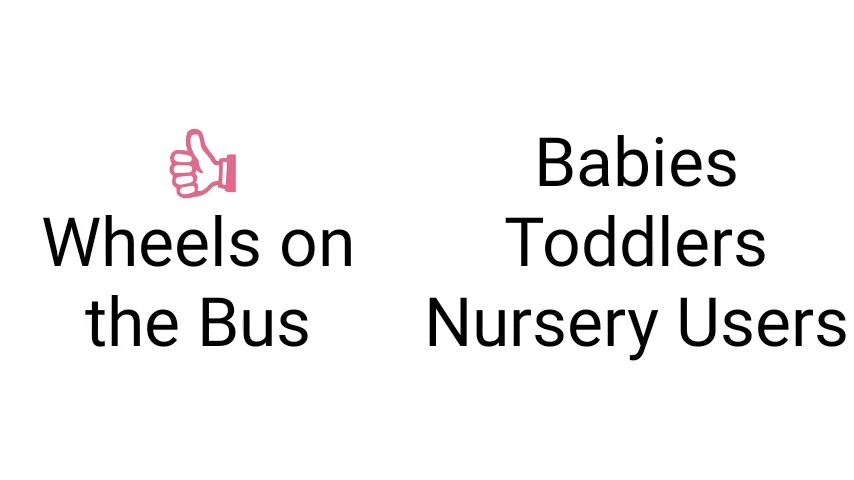 Wheels on
the Bus
Babies
Toddlers
Nursery Users